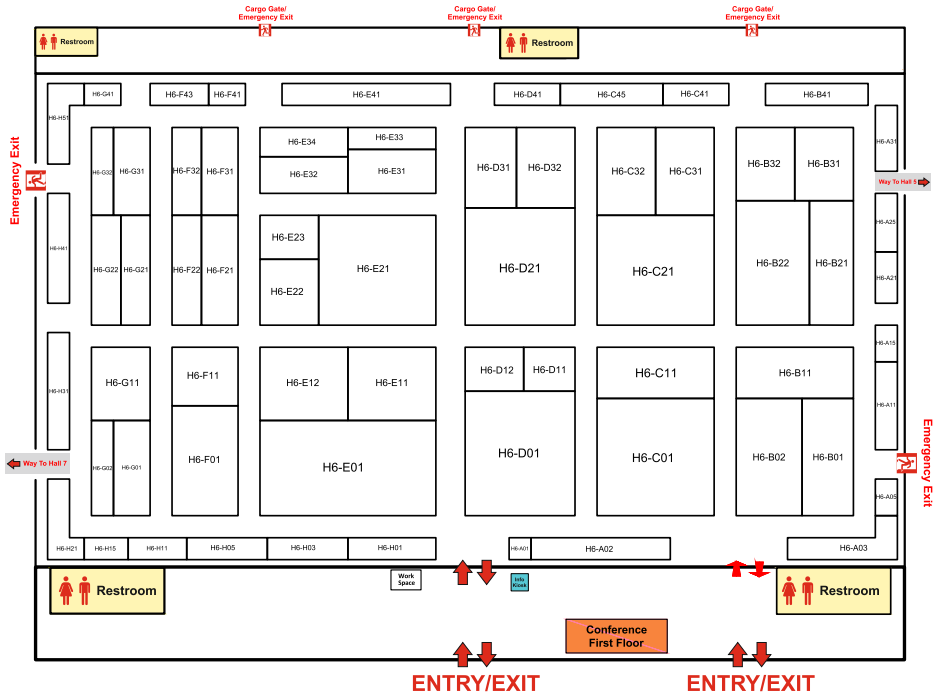 Cargo Gate/
Emergency Exit
Cargo Gate/
Emergency Exit
Cargo Gate/
Emergency Exit
Restroom
Restroom
H6-G41
H6-F43
H6-F41
H6-E41
H6-D41
H6-C45
H6-C41
H6-B41
H6-H51
H6-A31
Emergency Exit
H6-G32
H6-G31
H6-F32
H6-F31
H6-E34
H6-E33
H6-E32
H6-E31
H6-D31
H6-D32
H6-C32
H6-C31
H6-B32
H6-B31
Way To Hall 5
H6-H41
H6-G22
H6-G21
H6-F22
H6-F21
H6-E23
H6-E22
H6-E21
H6-D21
H6-C21
H6-B22
H6-B21
H6-A25
H6-A21
H6-A15
H6-H31
H6-G11
H6-F11
H6-E12
H6-E11
H6-D12
H6-D11
H6-C11
H6-B11
H6-A11
Way To Hall 7
H6-G02
H6-G01
H6-F01
H6-E01
H6-D01
H6-C01
H6-B02
H6-B01
Emergency Exit
H6-A05
H6-H21
H6-H15
H6-H11
H6-H05
H6-H03
H6-H01
H6-A01
H6-A02
H6-A03
Restroom
Work
Space
Info
Kiosk
Restroom
Conference
First Floor
ENTRY/EXIT
ENTRY/EXIT